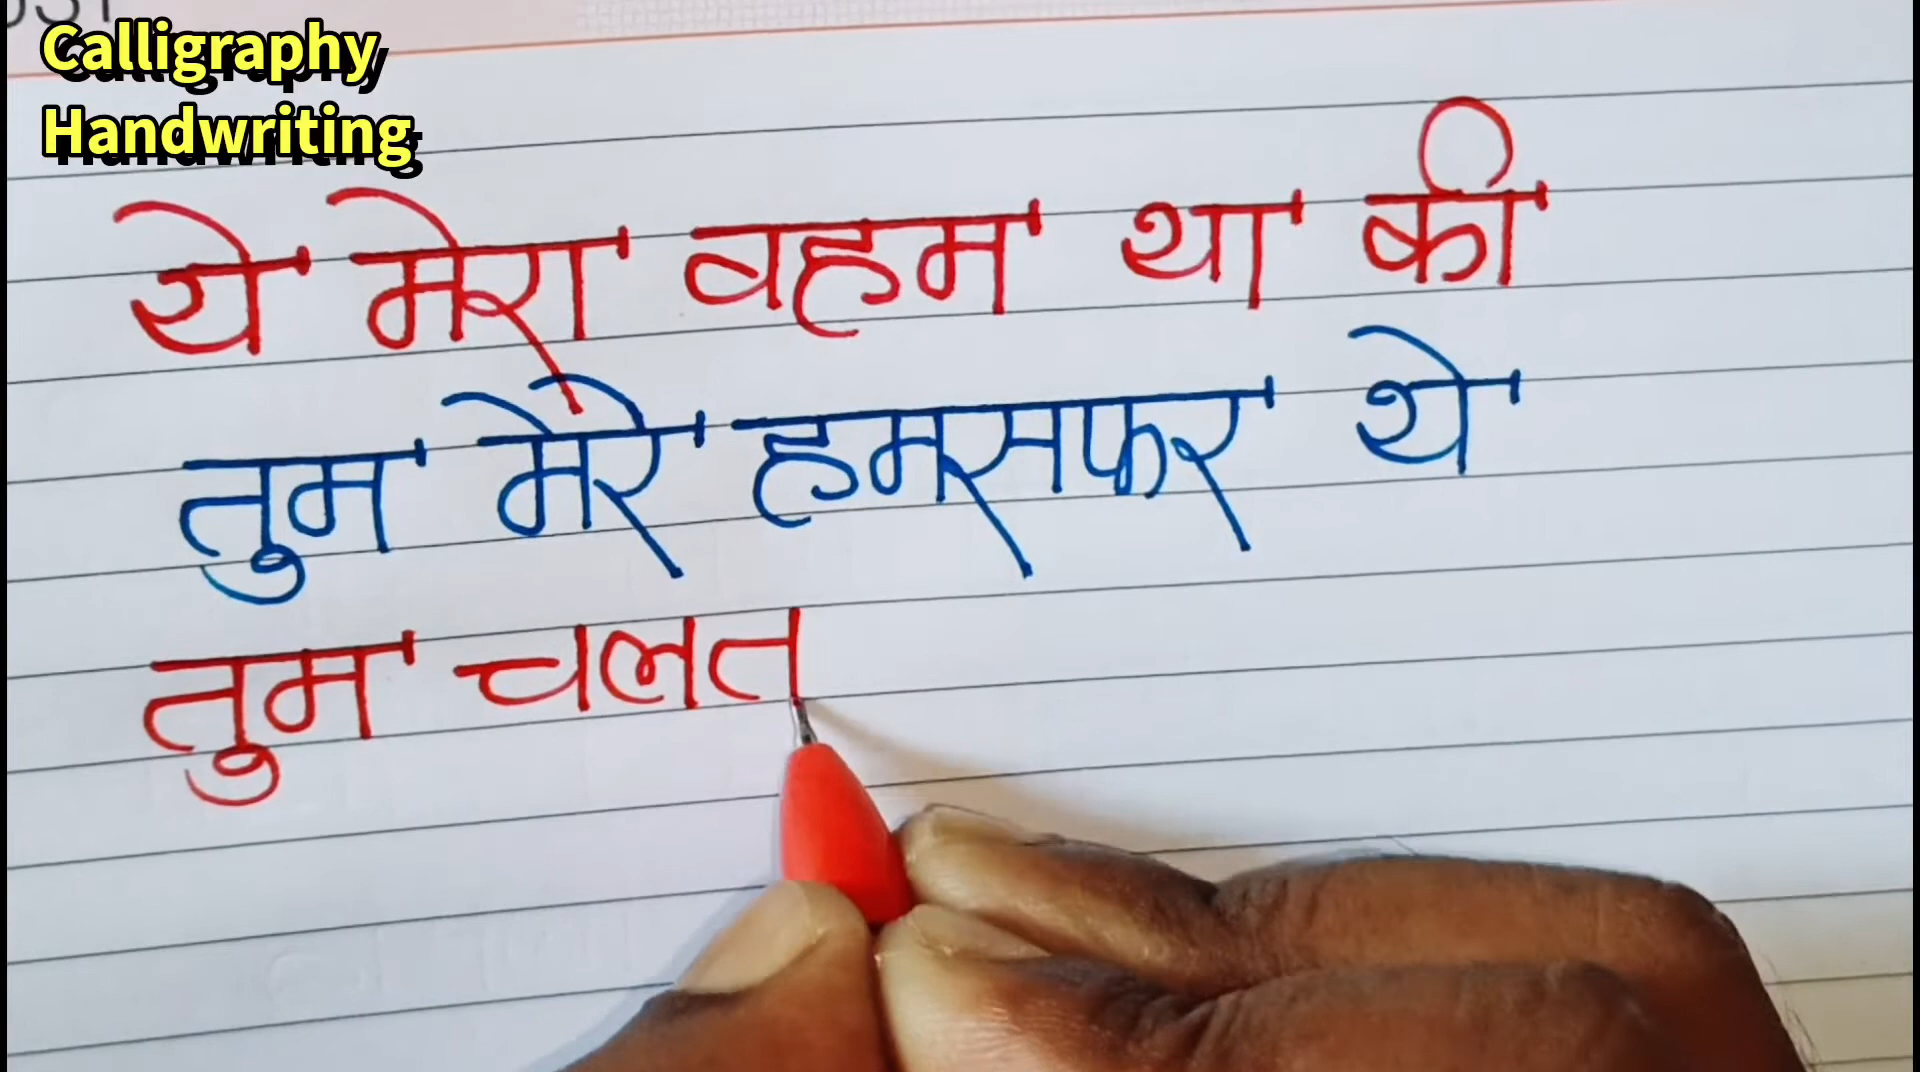 Calligraphy
Handwriting
ये मेरा वहम था की
तुम मेरे हमसफर थे
तुम चलत